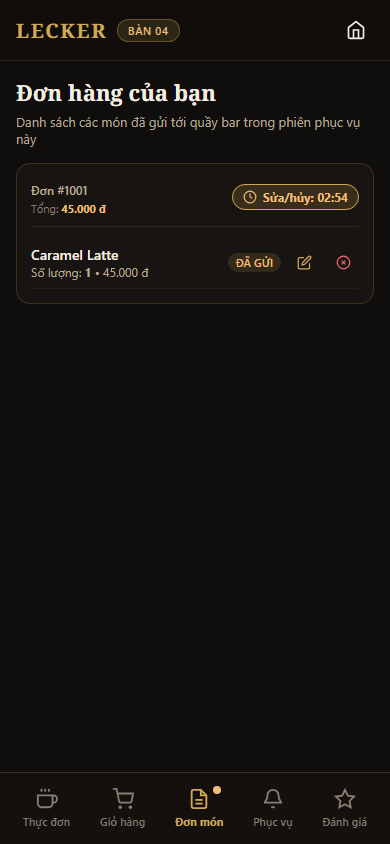 LECKER
BÀN 04
Đơn hàng của bạn
Danh sách các món đã gửi tới quầy bar trong phiên phục vụ
này
Đơn #1001
Tổng: 45.000 đ
Sửa/hủy: 02:54
Caramel Latte
Số lượng: 1 • 45.000 đ
ĐÃ GỬI
Thực đơn
Giỏ hàng
Đơn món
Phục vụ
Đánh giá